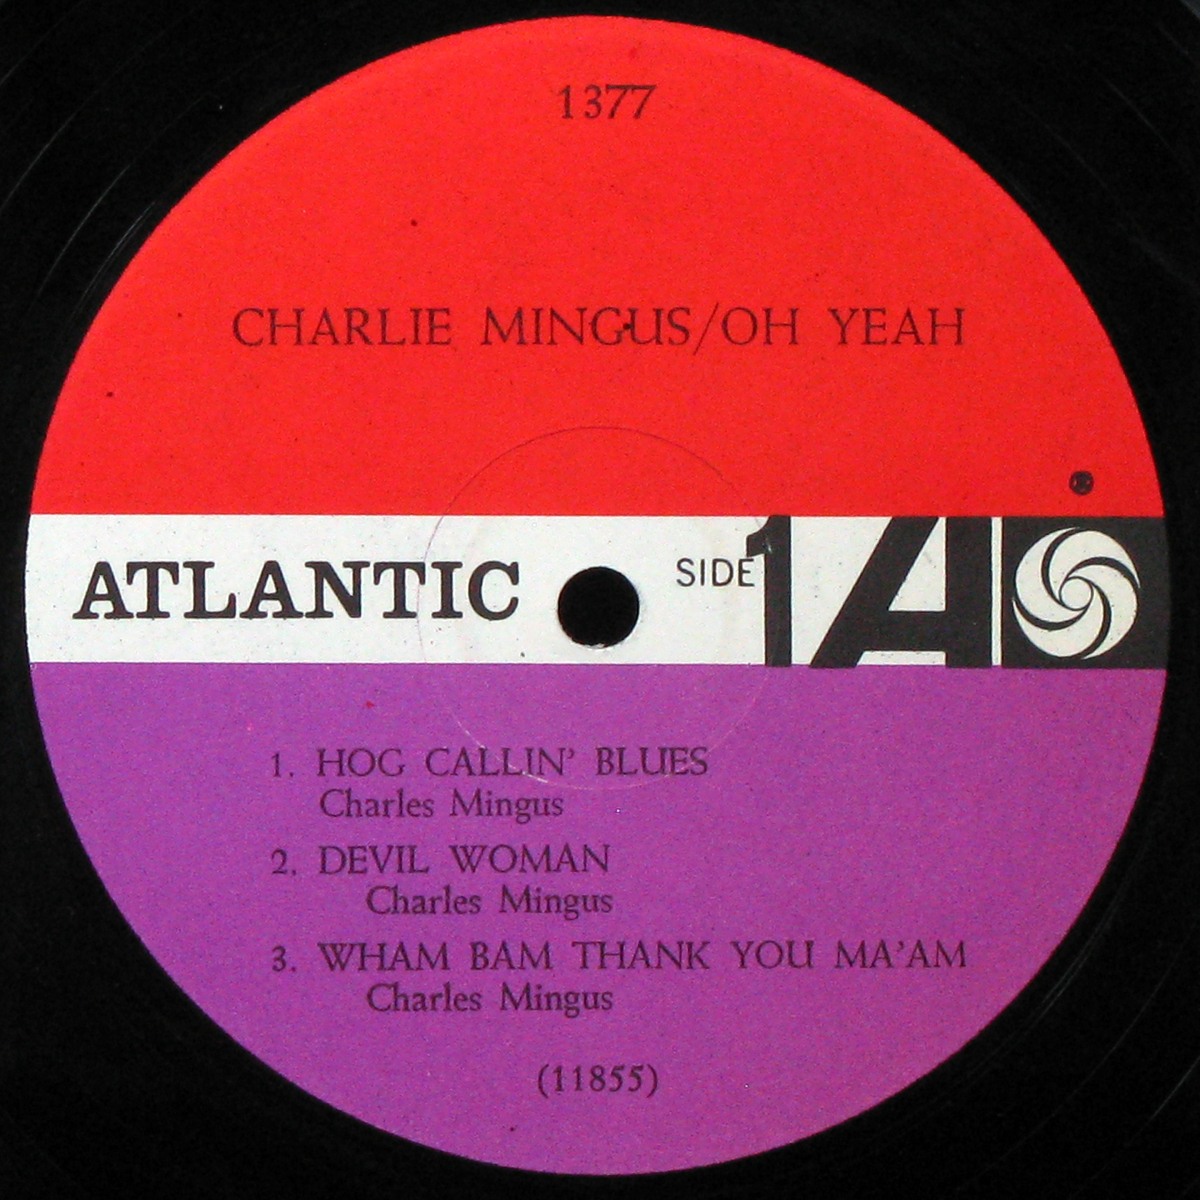 1377
CHARLIE MINGUS/OH YEAH
ATLANTIC SIDE 1 A
1. HOG CALLIN' BLUES
Charles Mingus
2. DEVIL WOMAN
Charles Mingus
3. WHAM BAM THANK YOU MA'AM
Charles Mingus
(11855)